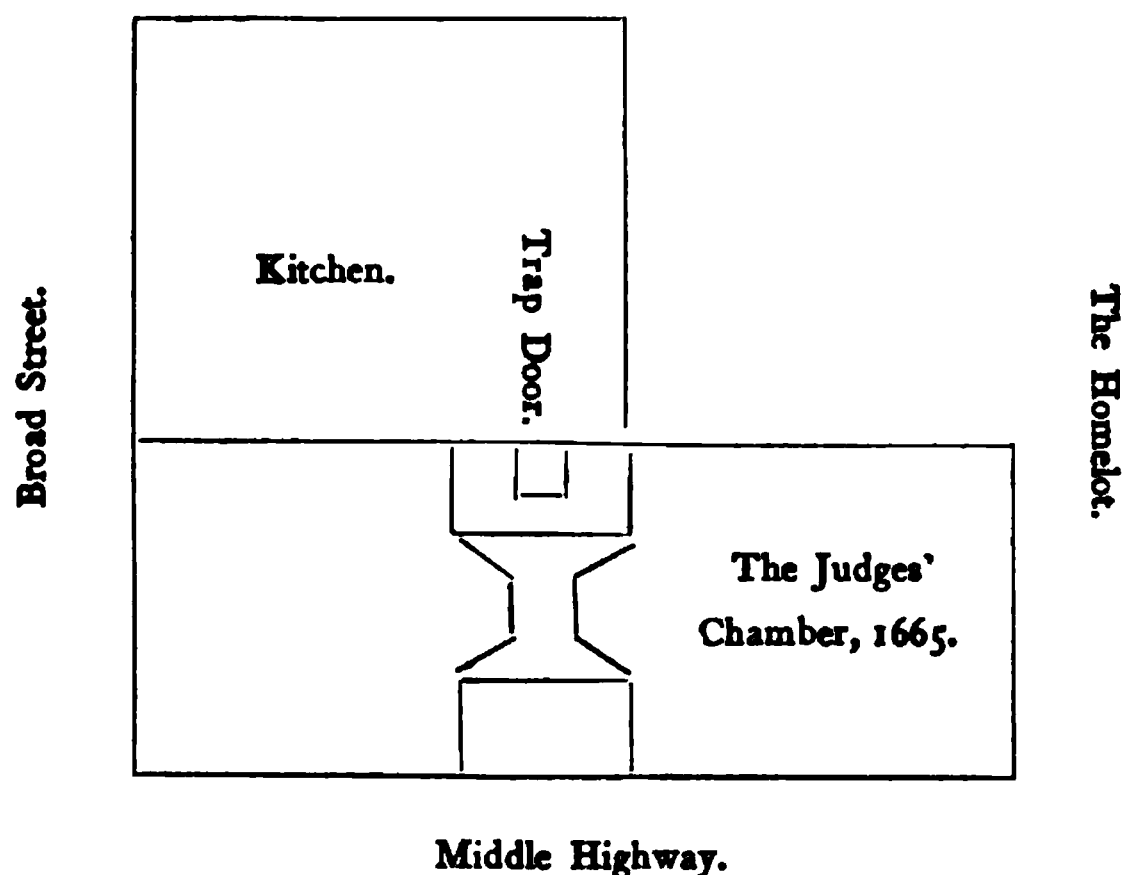 Kitchen.
Trap Door.
Broad Street.
The Homelot.
The Judges'
Chamber, 1665.
Middle Highway.